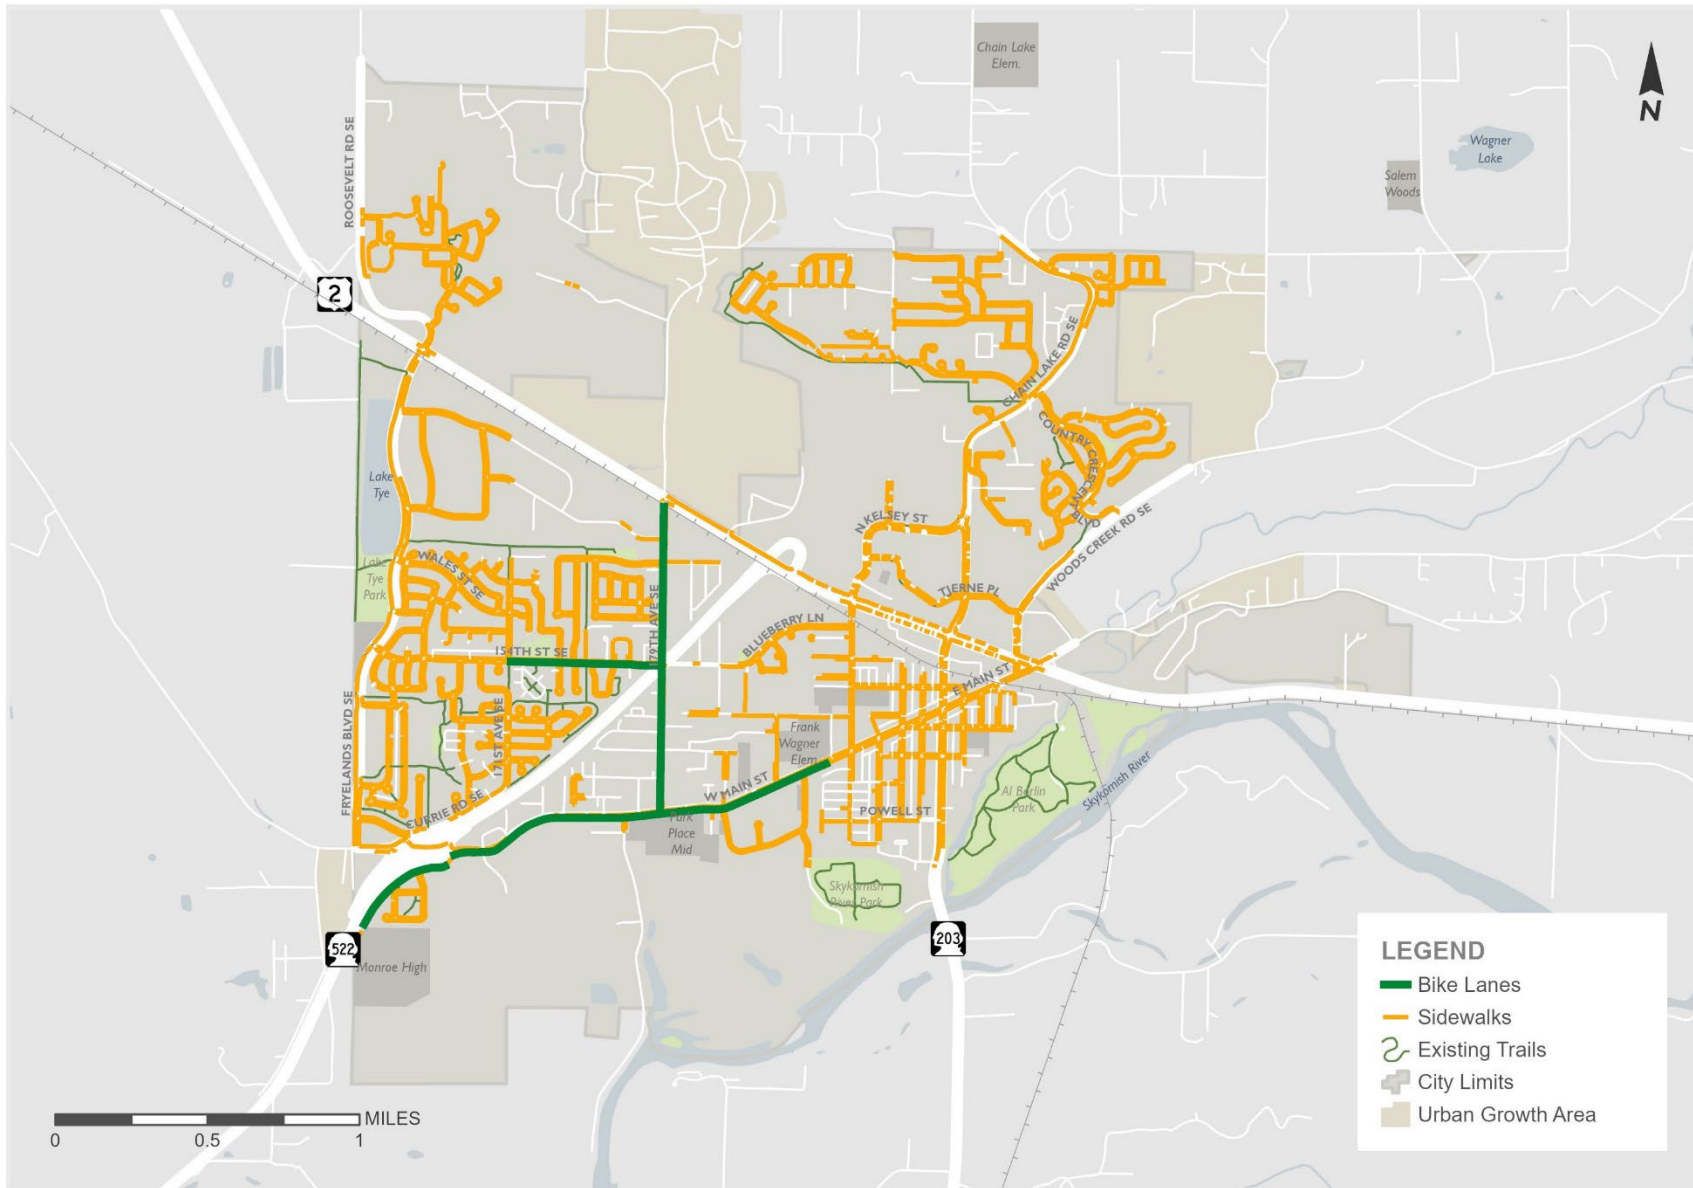 Chain Lake
Elem.
N
Wagner
Lake
Salem
Woods
ROOSEVELT RD SE
2
CHAIN LAKE RD SE
COUNTRY CRESCENT
BLVD
Lake
Tye
N KELSEY ST
WOODS CREEK RD SE
Lake
Tye
Park
WALES ST SE
TJERNE PL
179TH AVE SE
BLUEBERRY LN
154TH ST SE
E MAIN ST
FRYELANDS BLVD SE
171ST AVE SE
Frank
Wagner
Elem
W MAIN ST
Al Borlin
Park
Skykomish River
CURRIE RD SE
POWELL ST
Park
Place
Mid
Skykomish
River Park
522
203
Monroe High
LEGEND
Bike Lanes
Sidewalks
Existing Trails
City Limits
Urban Growth Area
MILES
0
0.5
1